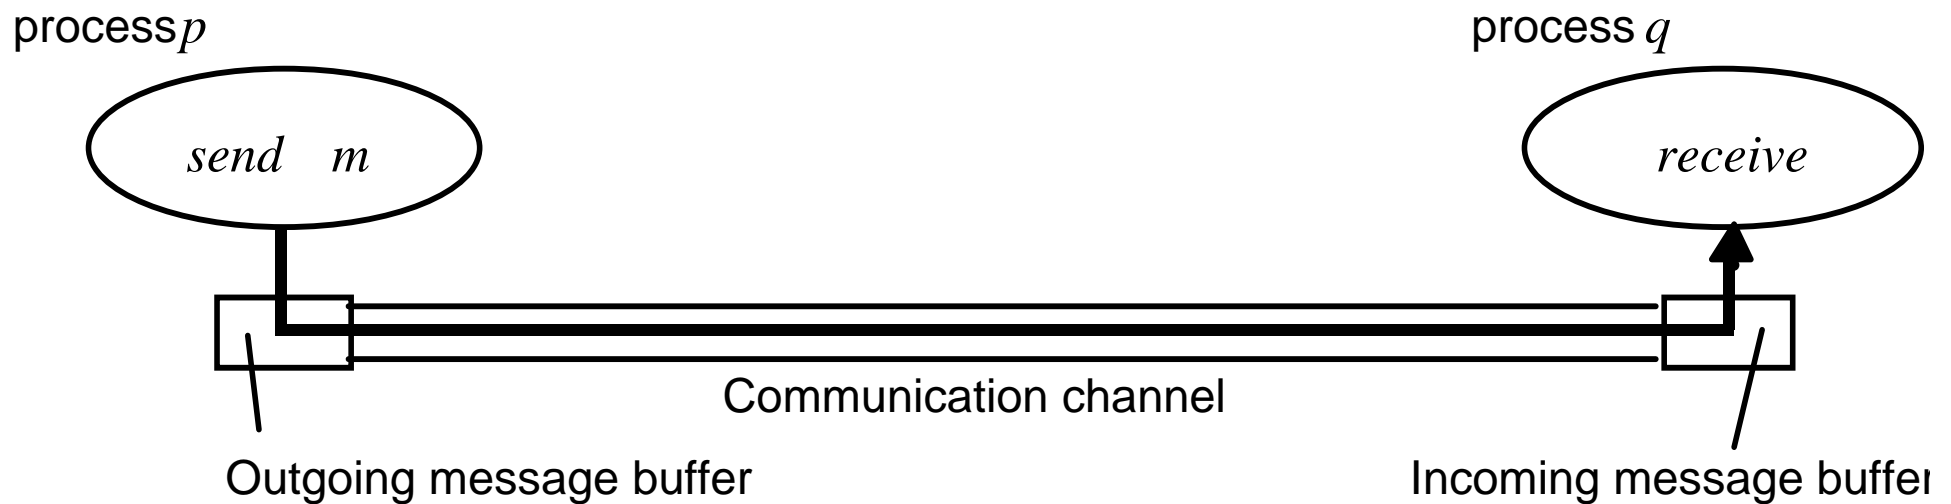 process p
process q
send m
receive
Communication channel
Outgoing message buffer
Incoming message buffer